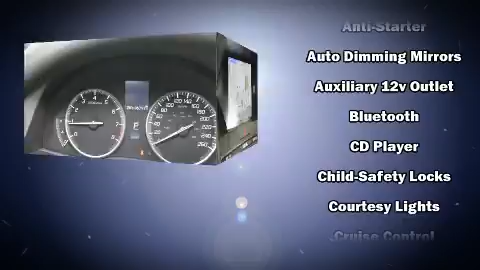 Anti-Starter
Auto Dimming Mirrors
Auxiliary 12v Outlet
Bluetooth
CD Player
Child-Safety Locks
Courtesy Lights
Cruise Control